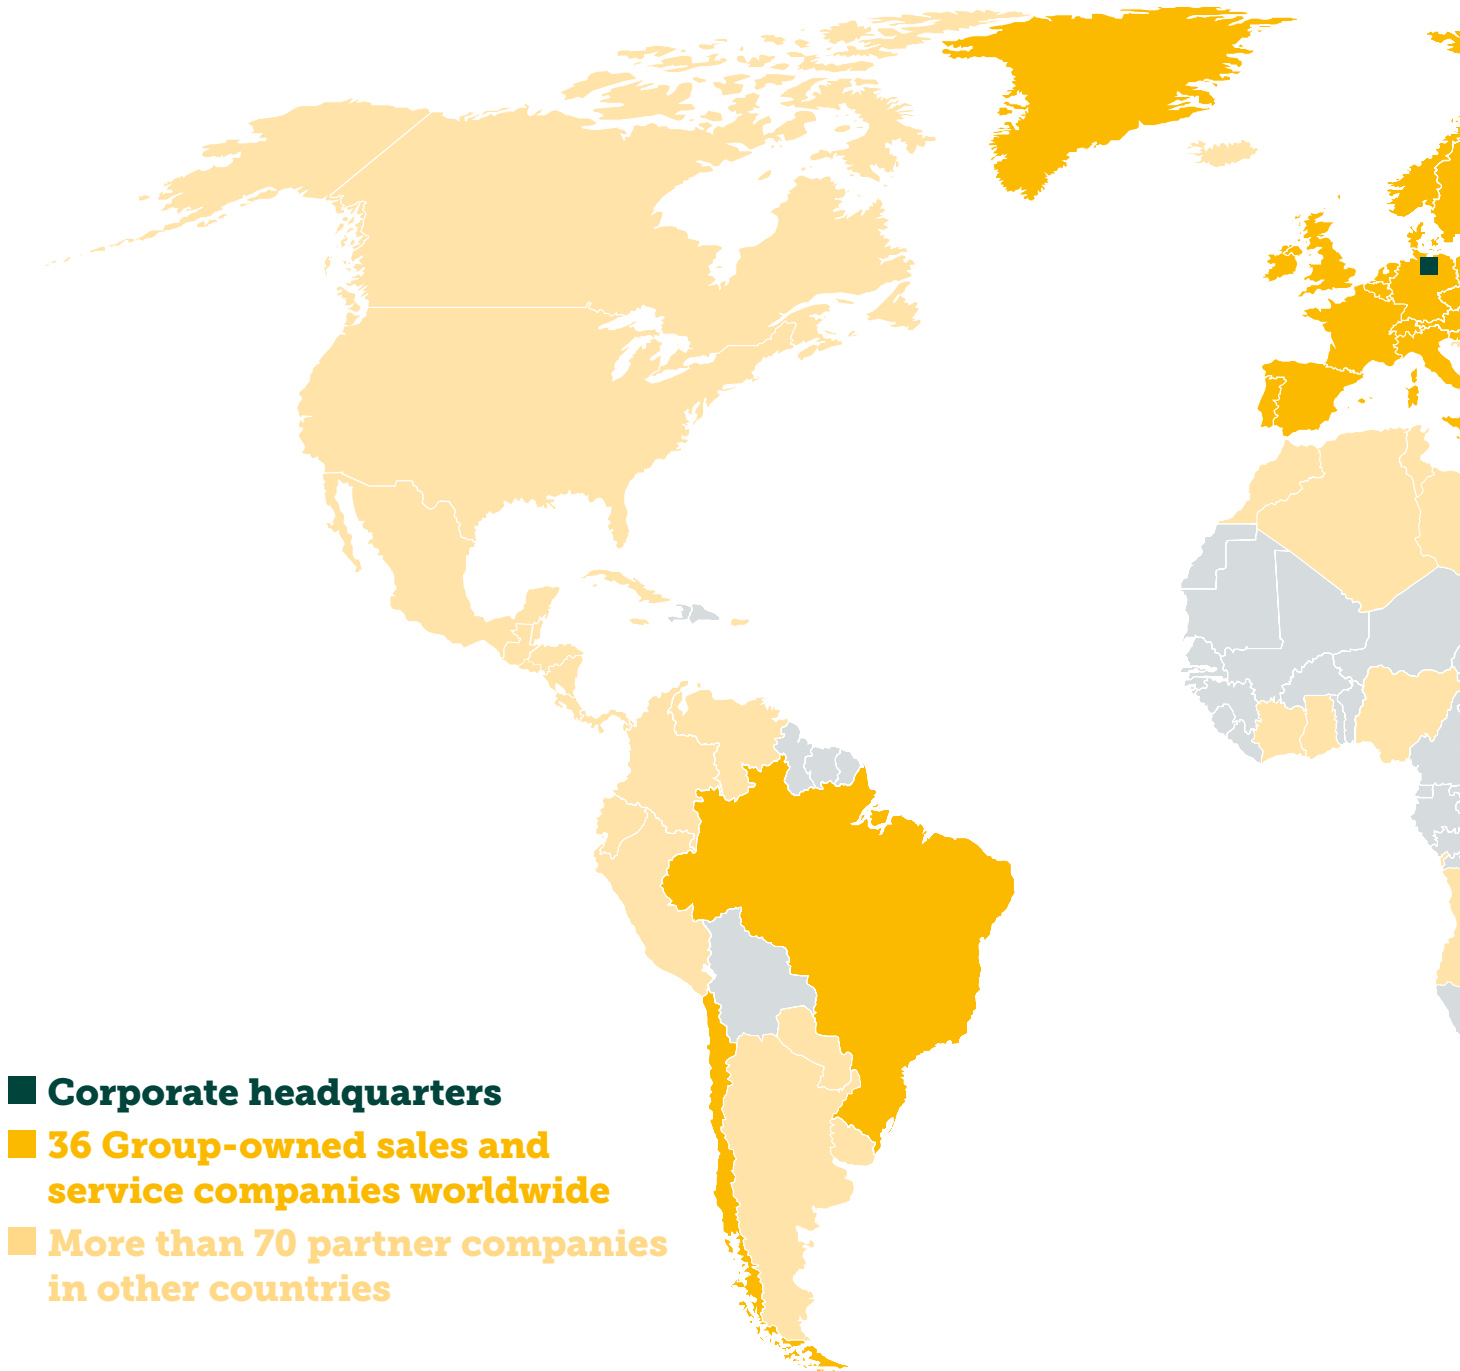 Corporate headquarters
36 Group-owned sales and
service companies worldwide
More than 70 partner companies
in other countries